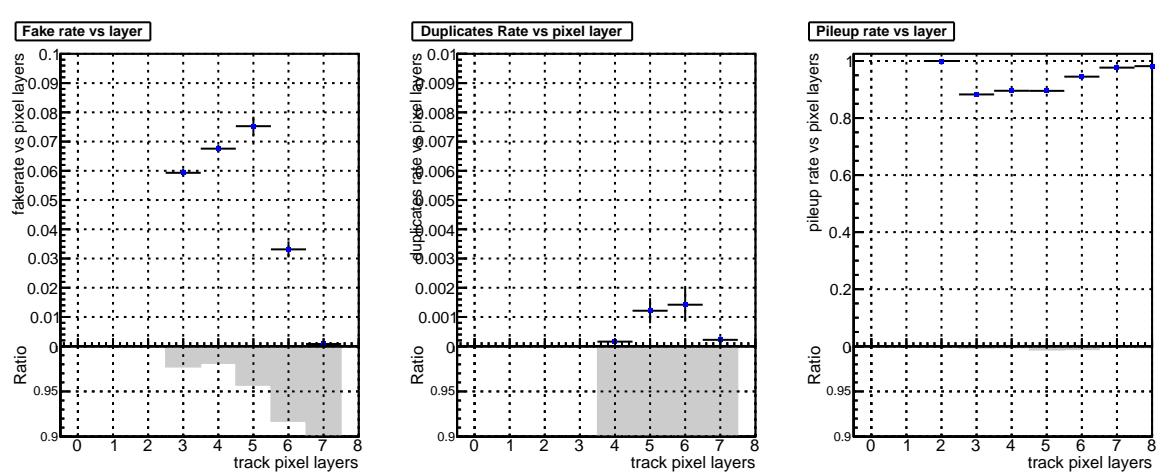 Fake rate vs layer
fakerate vs pixel layers
0.1
0.09
0.08
0.07
0.06
0.05
0.04
0.03
0.02
0.01
0
Ratio
0.95
0.9
0 1 2 3 4 5 6 7 8
track pixel layers
Duplicates Rate vs pixel layer
duplicates rate vs pixel layers
0.01
0.009
0.008
0.007
0.006
0.005
0.004
0.003
0.002
0.001
0
Ratio
0.95
0.9
0 1 2 3 4 5 6 7 8
track pixel layers
Pileup rate vs layer
pileup rate vs pixel layers
1
0.8
0.6
0.4
0.2
0
Ratio
0.95
0.9
0 1 2 3 4 5 6 7 8
track pixel layers